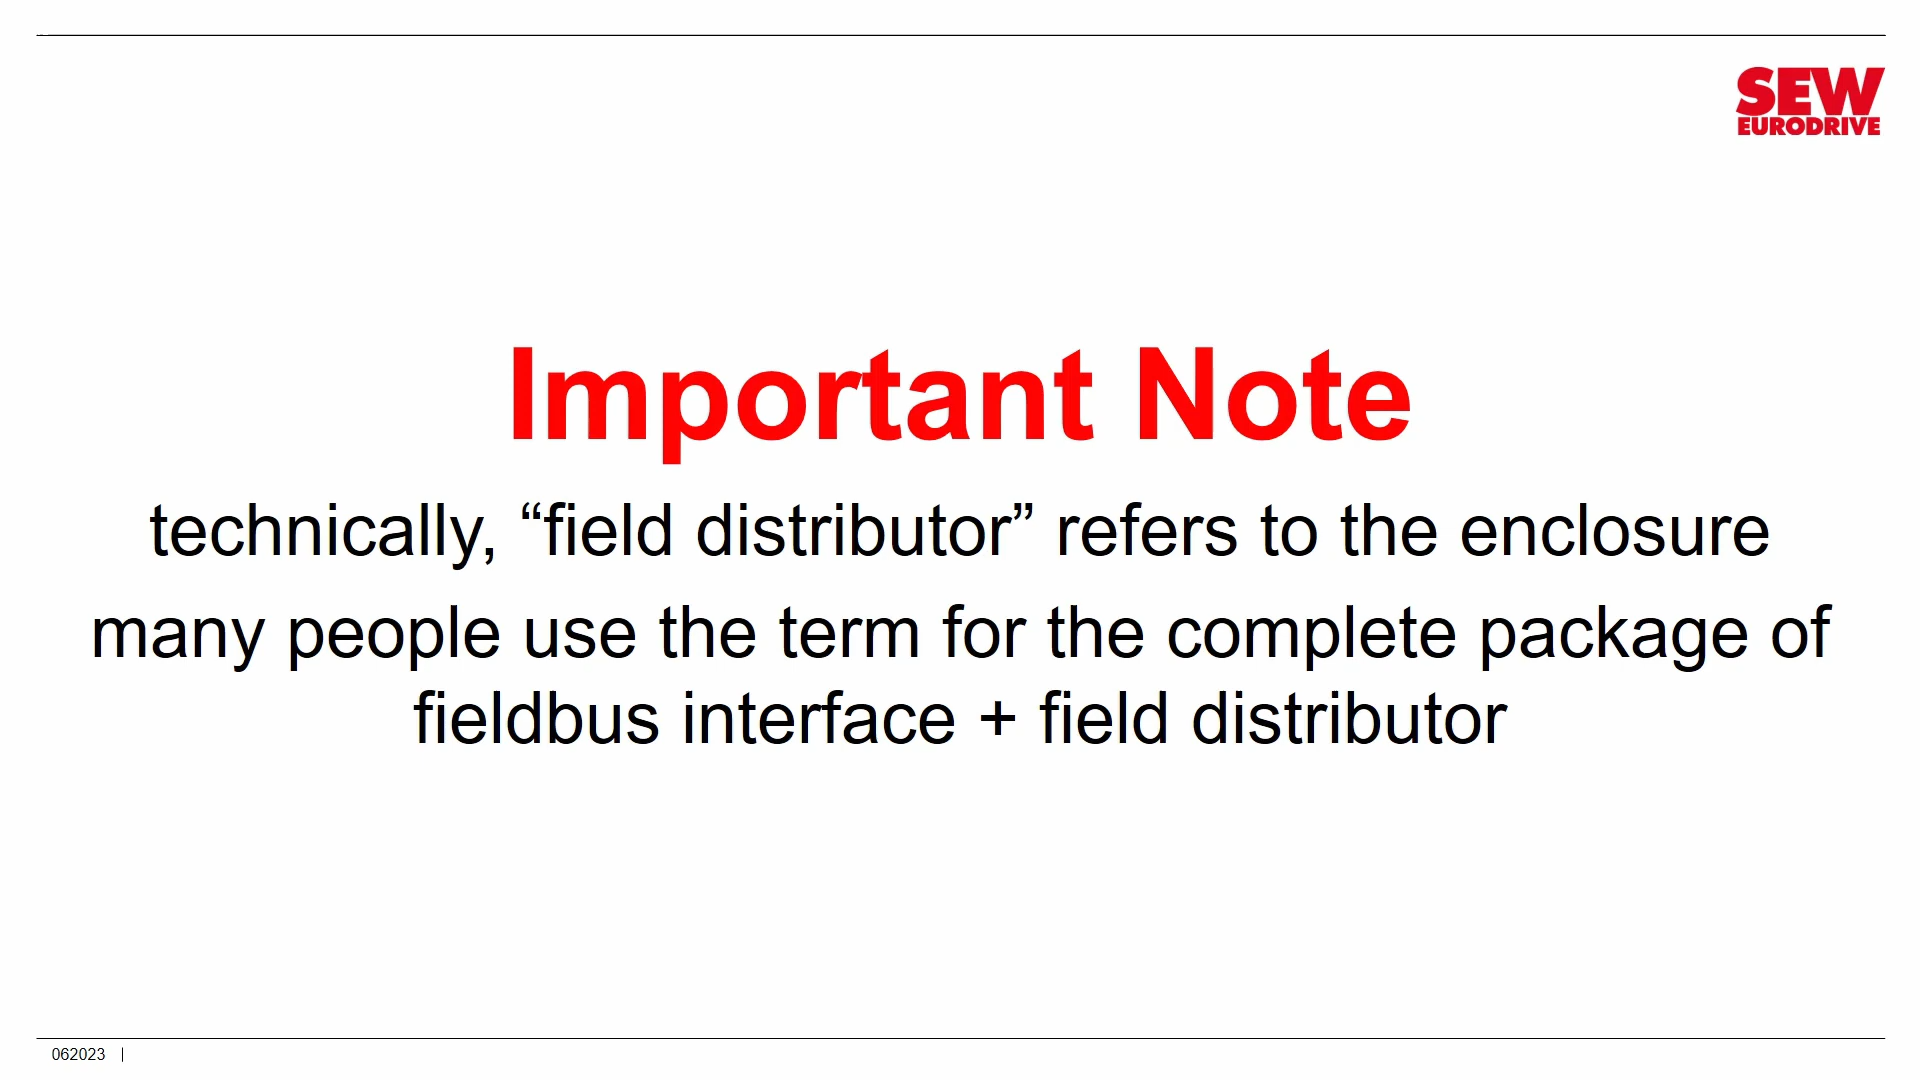 SEW
EURODRIVE
Important Note
technically, “field distributor” refers to the enclosure
many people use the term for the complete package of
fieldbus interface + field distributor
062023 |